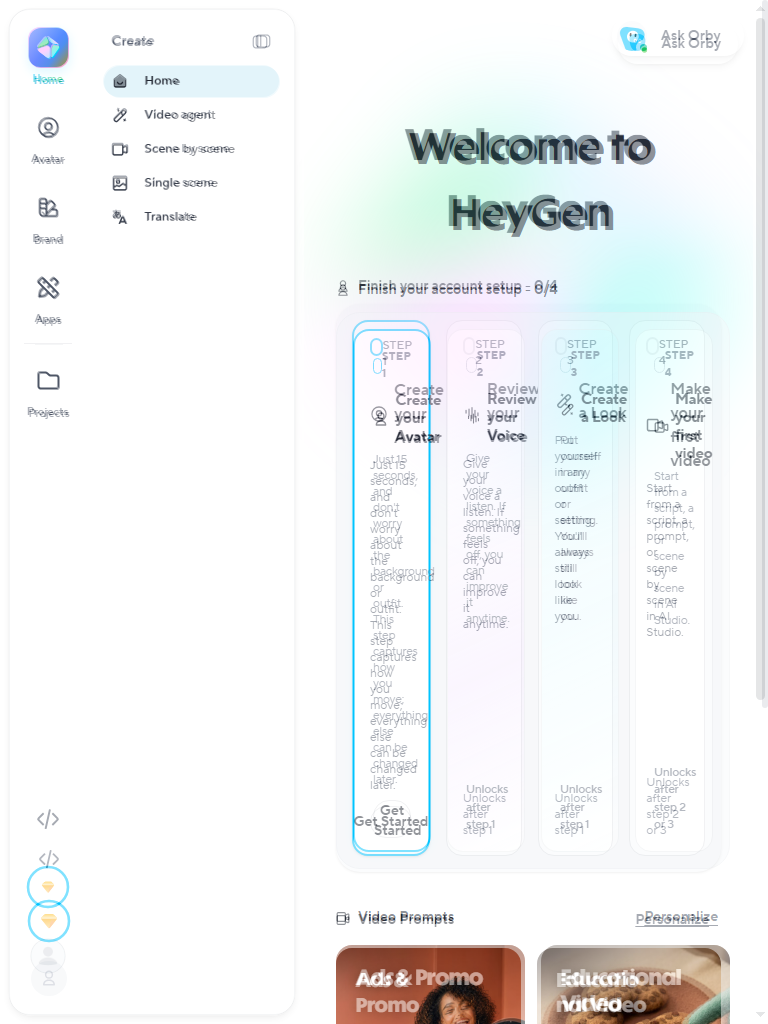 Create
Ask Orby
Home
Home
Video agent
Avatar
Scene by scene
Single scene
Brand
Translate
Apps
Projects
Welcome to
HeyGen
Finish your account setup - 0/4
STEP
1
Create
your
Avatar
Just 15
seconds,
and
don't
worry
about
the
background
or
outfit.
This
step
captures
how
you
move;
everything
else
can be
changed
later.
Get Started
STEP
2
Review
your
Voice
Give
your
voice a
listen. If
something
feels
off, you
can
improve
it
anytime.
Unlocks
after
step 1
STEP
3
Create
a Look
Put
yourself
in any
outfit
or
setting.
You'll
always
still
look
like
you.
Unlocks
after
step 1
STEP
4
Make
your
first
video
Start
from a
script, a
prompt,
or
scene
by
scene
in AI
Studio.
Unlocks
after
step 2
or 3
Video Prompts
Personalize
Ads & Promo
Educational
Video